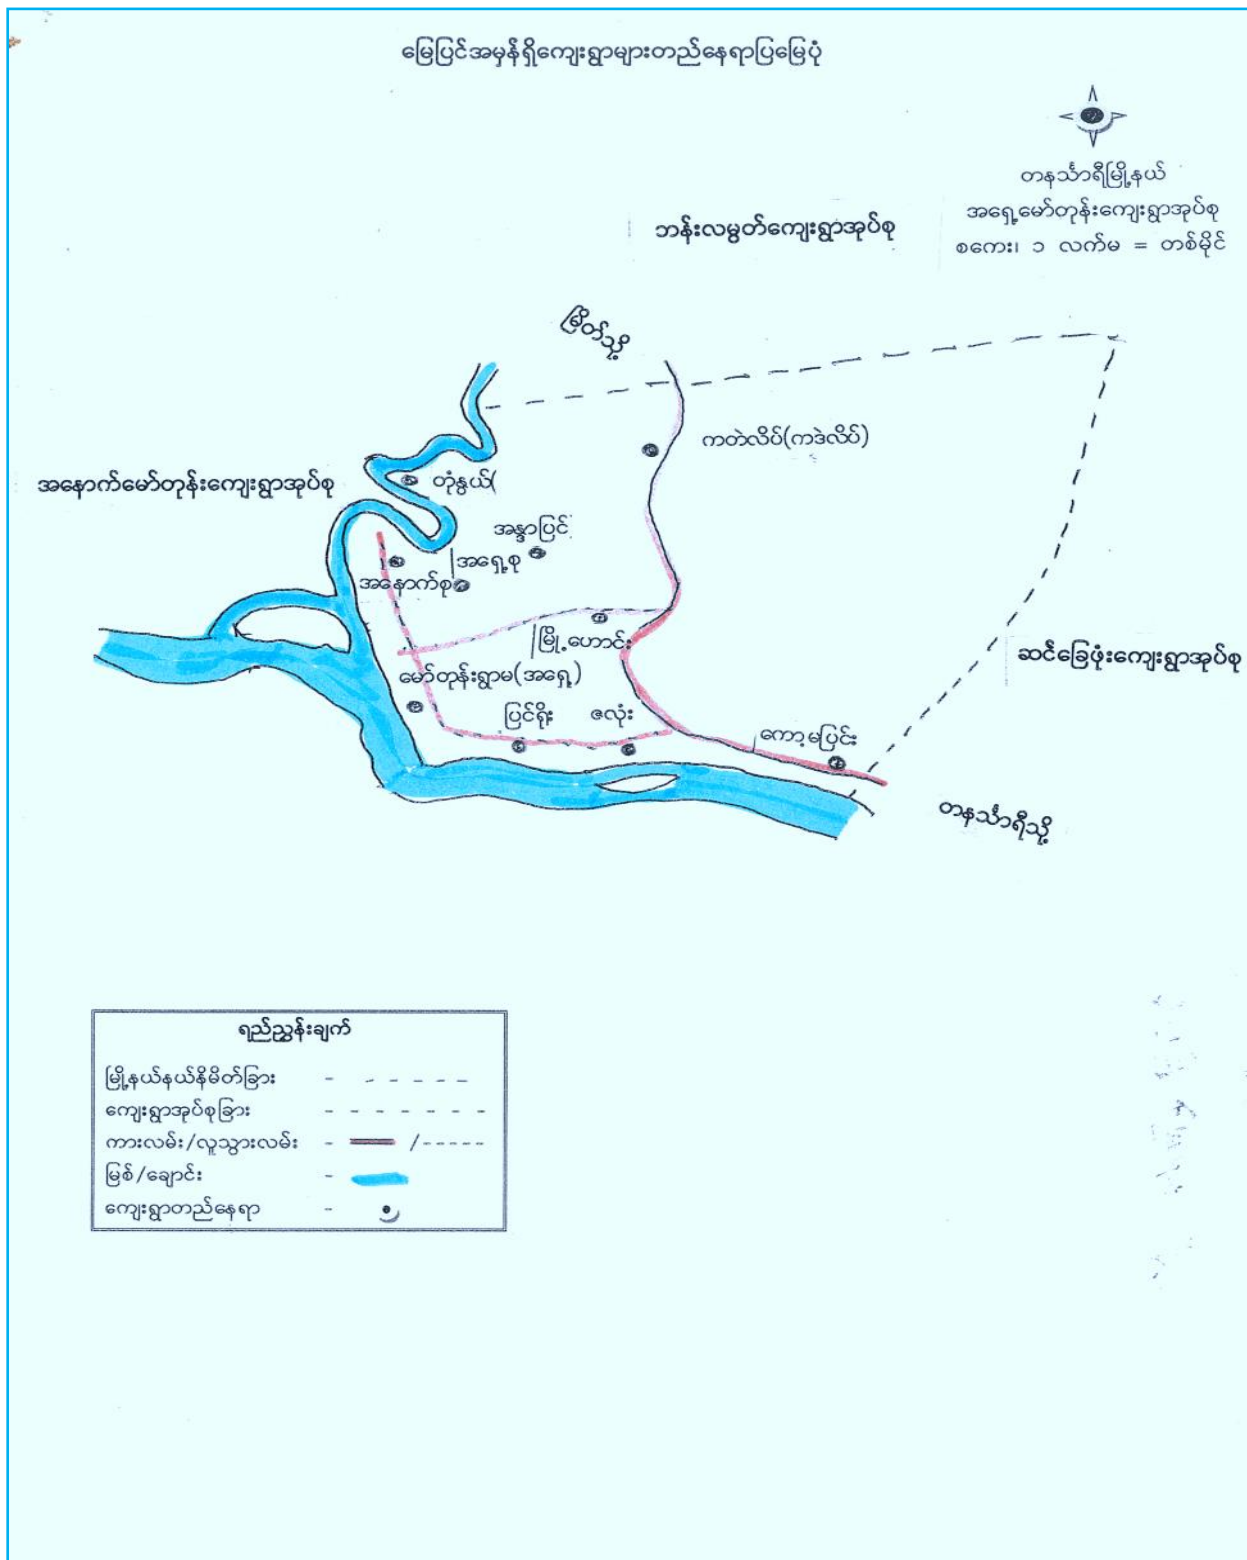 မြေပြင်အမှန်ရှိကျေးရွာများတည်နေရာပြမြေပုံ
တနင်္သာရီမြို့နယ်
အရှေ့မော်တုန်းကျေးရွာအုပ်စု
စကေး၊ ၁ လက်မ = တစ်မိုင်
ဘန်းလမွတ်ကျေးရွာအုပ်စု
မြိတ်သို့
ကတဲလိပ်(ကဒဲလိပ်)
အနောက်မော်တုန်းကျေးရွာအုပ်စု
တုံနွယ်(
အန္ဒာပြင်
အရှေ့စု
အနောက်စု
မြို့ဟောင်း
ဆင်ခြေဖုံးကျေးရွာအုပ်စု
မော်တုန်းရွာမ(အရှေ့)
ပြင်ရိုး
ဇလုံး
ကော့မပြင်း
တနင်္သာရီသို့
ရည်ညွှန်းချက်
မြို့နယ်နယ်နိမိတ်ခြား - - - - - -
ကျေးရွာအုပ်စုခြား - - - - - - - -
ကားလမ်း/လူသွားလမ်း - /-----
မြစ်/ချောင်း -
ကျေးရွာတည်နေရာ -